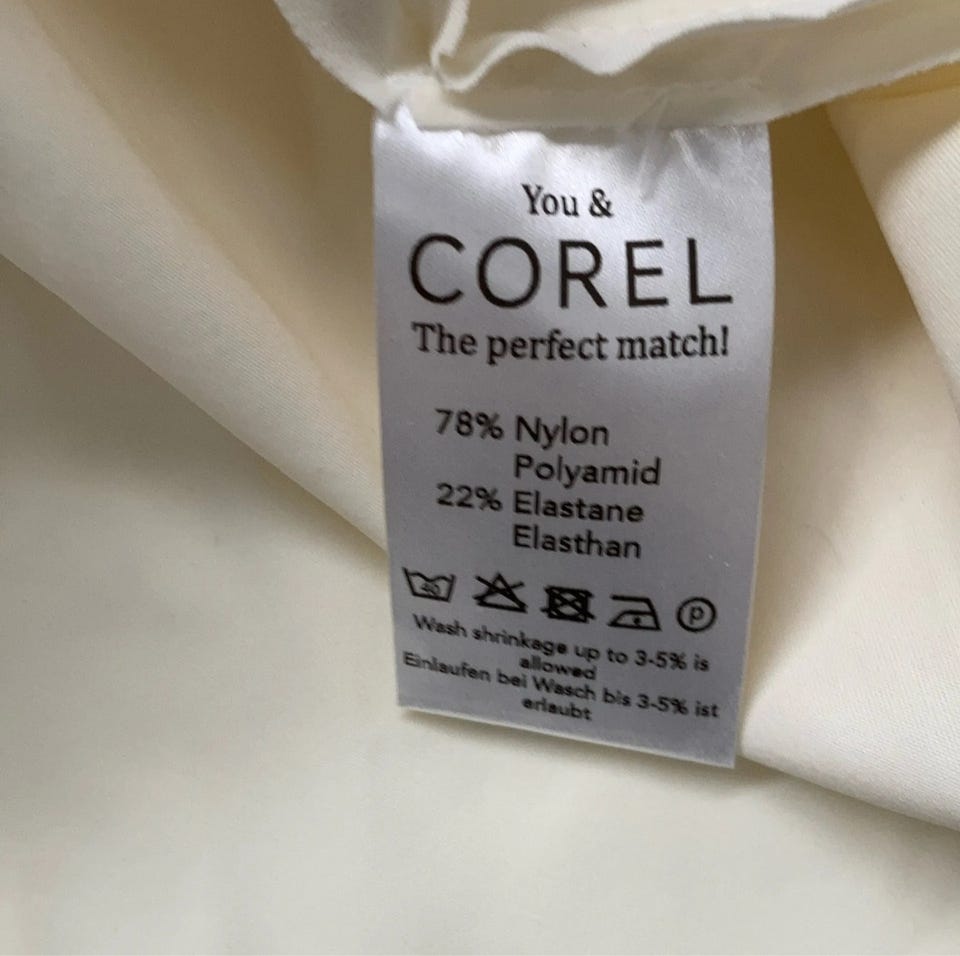 You &
COREL
The perfect match!
78% Nylon
Polyamid
22% Elastane
Elasthan
40 P
Wash shrinkage up to 3-5% is
allowed
Einlaufen bei Wasch bis 3-5% ist
erlaubt